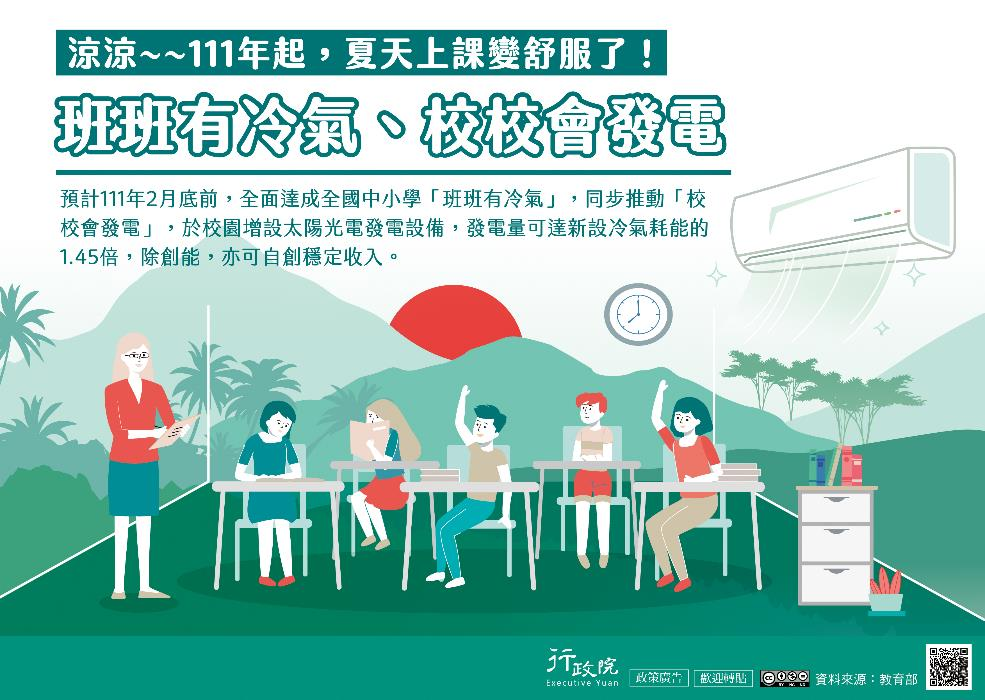 涼涼~~111年起，夏天上課變舒服了！
班班有冷氣、校校會發電
預計111年2月底前，全面達成全國中小學「班班有冷氣」，同步推動「校
校會發電」，於校園增設太陽光電發電設備，發電量可達新設冷氣耗能的
1.45倍，除創能，亦可自創穩定收入。
行政院
Executive Yuan
政策廣告
歡迎轉貼
資料來源：教育部